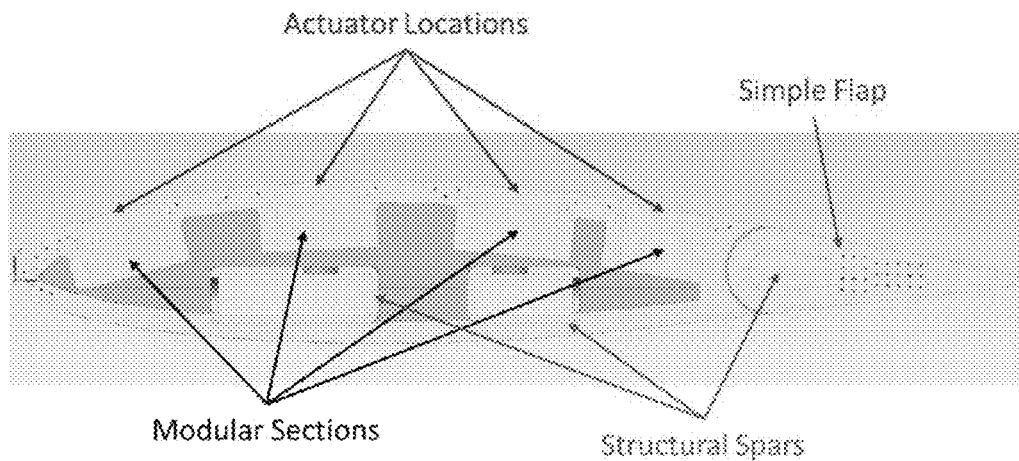 Actuator Locations
Simple Flap
Modular Sections
Structural Spars